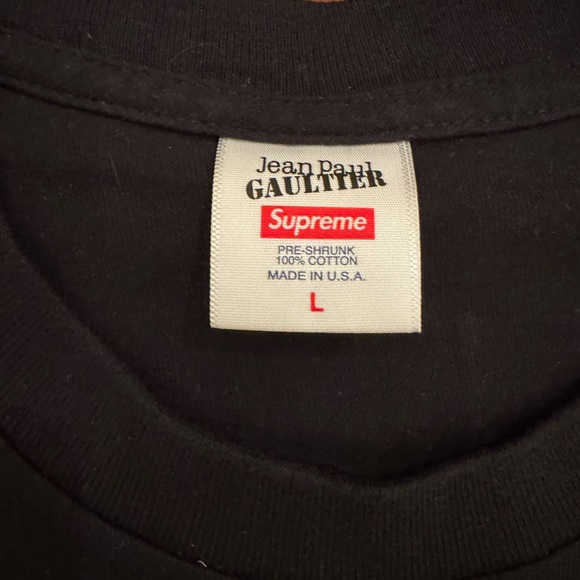 Jean Paul
GAULTIER
Supreme
PRE-SHRUNK
100% COTTON
MADE IN U.S.A.
L